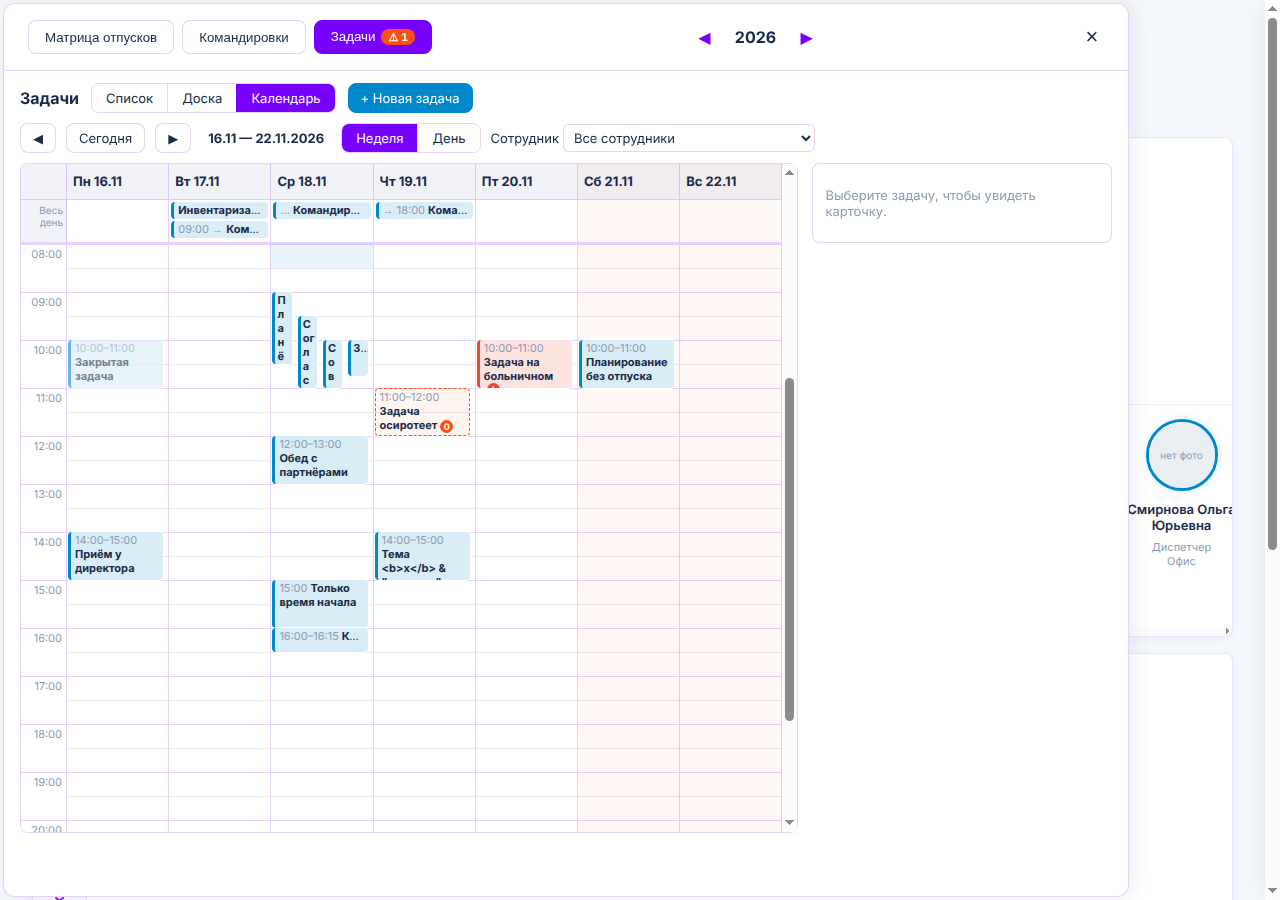 Матрица отпусков
Командировки
Задачи ⚠ 1
◀ 2026 ▶
×
Задачи
Список
Доска
Календарь
+ Новая задача
◀
Сегодня
▶
16.11 — 22.11.2026
Неделя
День
Сотрудник
Все сотрудники
Пн 16.11
Вт 17.11
Ср 18.11
Чт 19.11
Пт 20.11
Сб 21.11
Вс 22.11
Весь
день
Инвентариза...
09:00 → Ком...
... Командир...
→ 18:00 Кома...
Выберите задачу, чтобы увидеть
карточку.
08:00
09:00
10:00
11:00
12:00
13:00
14:00
15:00
16:00
17:00
18:00
19:00
20:00
10:00–11:00
Закрытая
задача
14:00–15:00
Приём у
директора
П
л
а
н
ё
С
ог
л
а
с
С
о
в
З...
12:00–13:00
Обед с
партнёрами
15:00 Только
время начала
16:00–16:15 К...
11:00–12:00
Задача
осиротеет 0
14:00–15:00
Тема
<b>x</b> &
10:00–11:00
Задача на
больничном
10:00–11:00
Планирование
без отпуска
нет фото
Смирнова Ольга
Юрьевна
Диспетчер
Офис